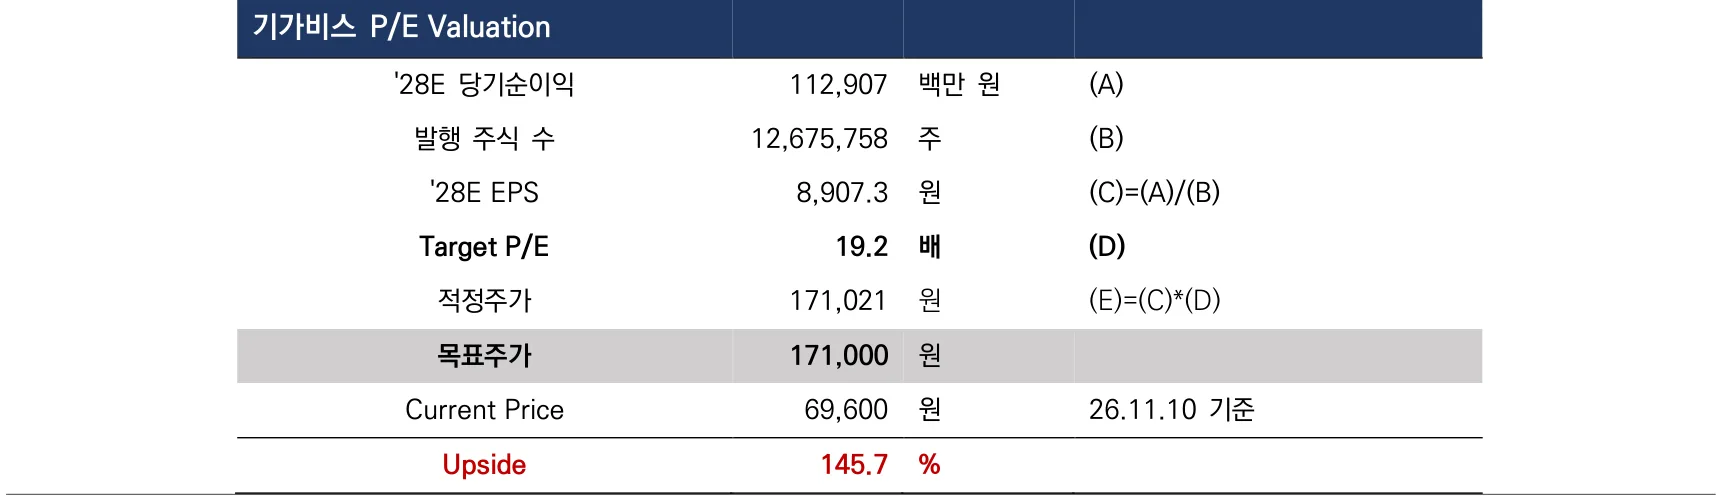 기가비스 P/E Valuation
'28E 당기순이익 112,907 백만 원 (A)
발행 주식 수 12,675,758 주 (B)
'28E EPS 8,907.3 원 (C)=(A)/(B)
Target P/E 19.2 배 (D)
적정주가 171,021 원 (E)=(C)*(D)
목표주가 171,000 원
Current Price 69,600 원 26.11.10 기준
Upside 145.7 %